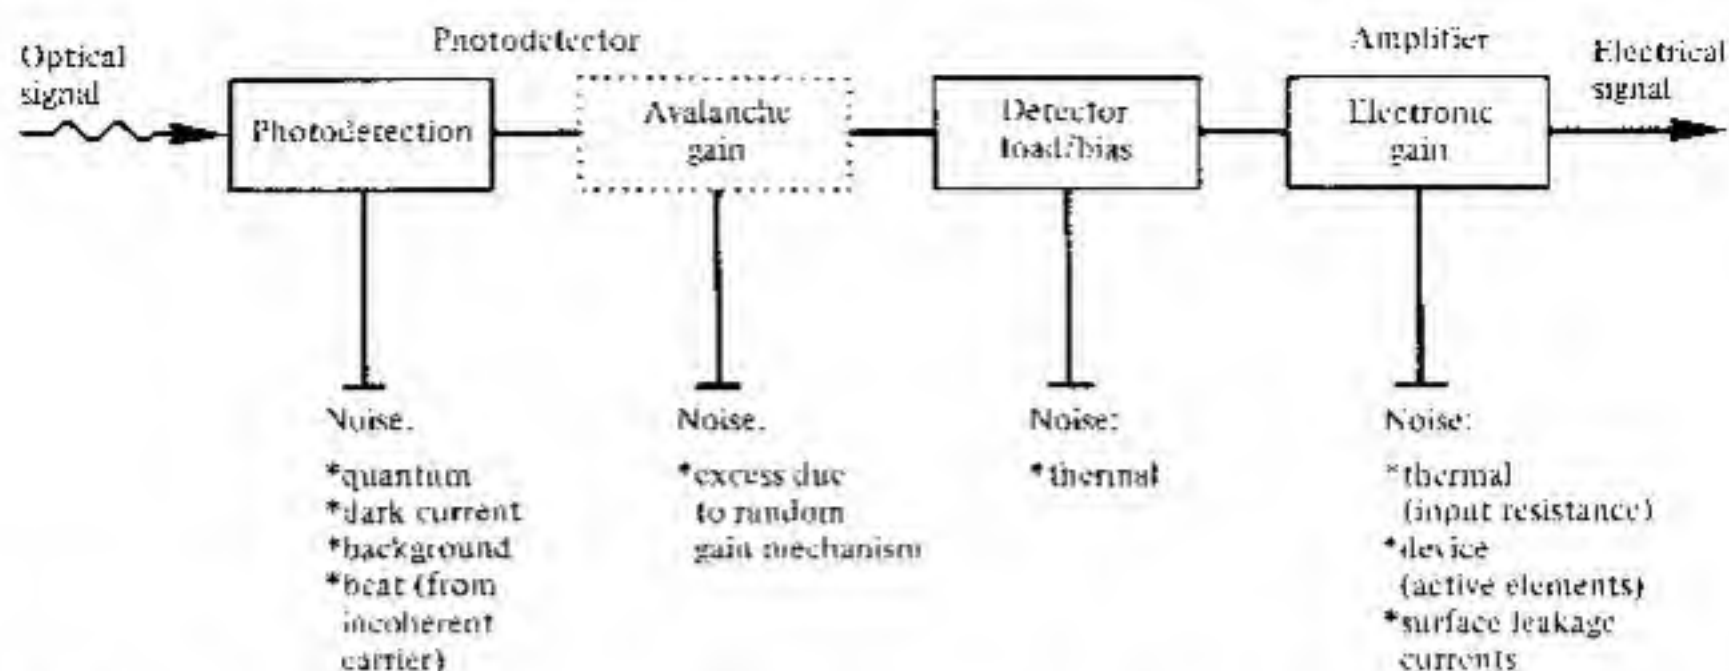 Optical
signal
Photodetector
Amplifier
Electrical
signal
Photodetection
Avalanche
gain
Detector
load/bias
Electronic
gain
Noise:
*quantum
*dark current
*background
*beat (from
incoherent
carrier)
Noise:
*excess due
to random
gain mechanism
Noise:
*thermal
Noise:
*thermal
(input resistance)
*device
(active elements)
*surface leakage
currents